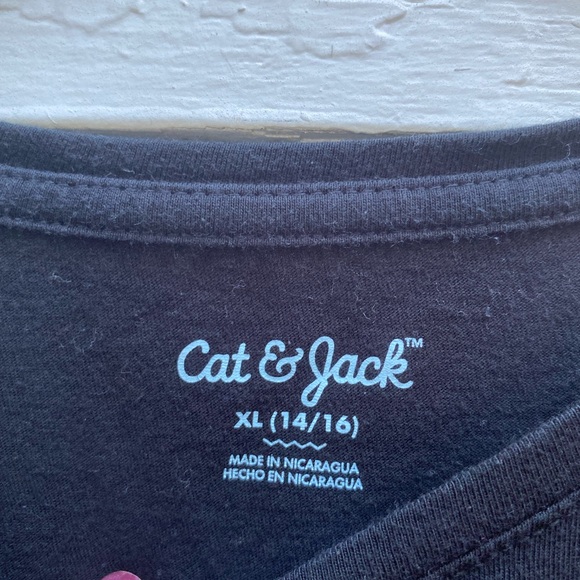 Cat & Jack™
XL (14/16)
MADE IN NICARAGUA
HECHO EN NICARAGUA